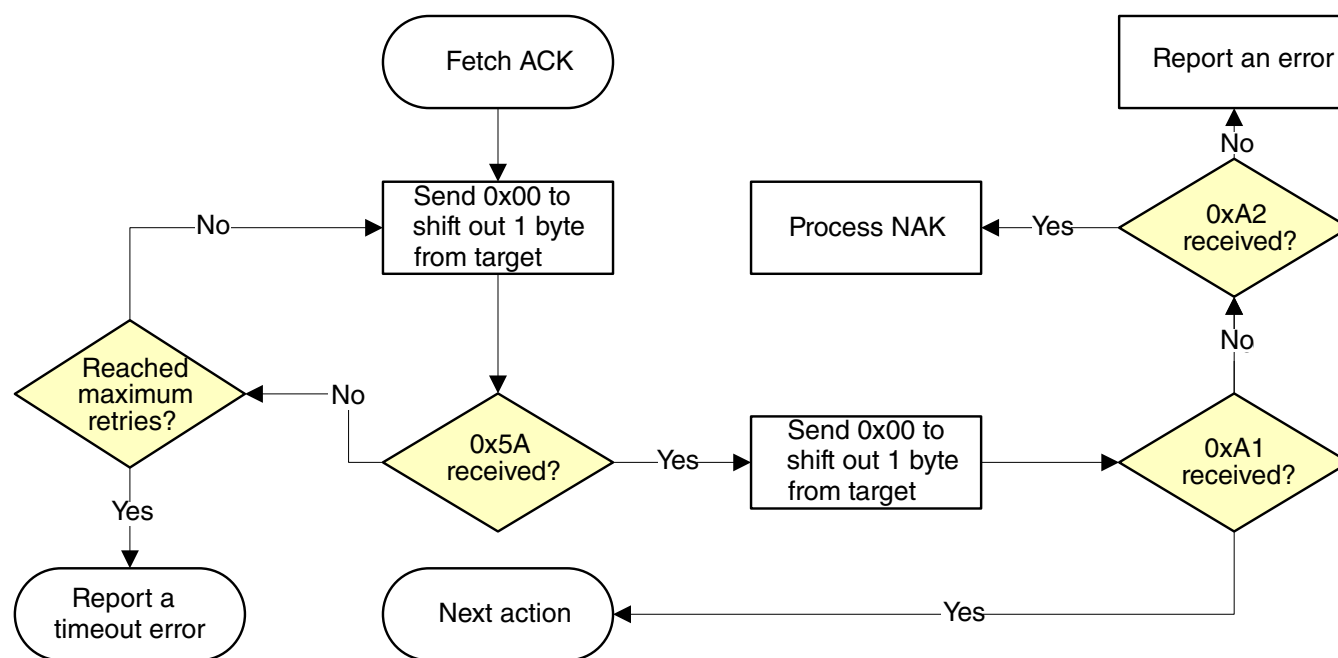 Fetch ACK
Report an error
No
Send 0x00 to
shift out 1 byte
from target
No
Process NAK
Yes
0xA2
received?
Reached
maximum
retries?
No
No
0x5A
received?
Yes
Send 0x00 to
shift out 1 byte
from target
0xA1
received?
Yes
Report a
timeout error
Next action
Yes